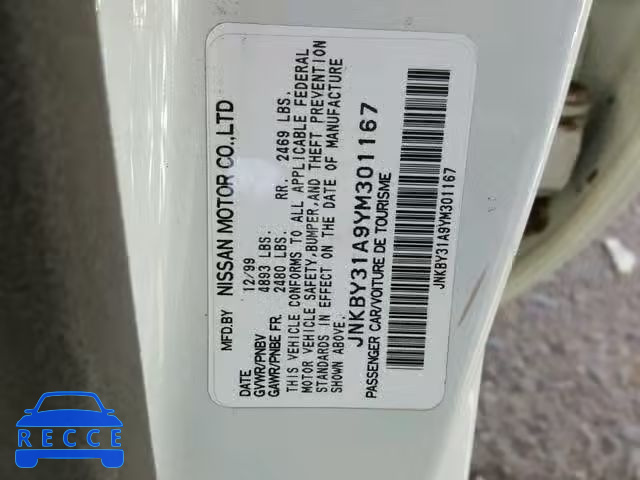 MFD.BY NISSAN MOTOR CO.,LTD
DATE 12/99
GVWR/PNBV 4893 LBS.
GAWR/PNBE FR. 2480 LBS. RR. 2469 LBS.
THIS VEHICLE CONFORMS TO ALL APPLICABLE FEDERAL
MOTOR VEHICLE SAFETY,BUMPER,AND THEFT PREVENTION
STANDARDS IN EFFECT ON THE DATE OF MANUFACTURE
SHOWN ABOVE.
JNKBY31A9YM301167
PASSENGER CAR/VOITURE DE TOURISME
JNKBY31A9YM301167
RECCE